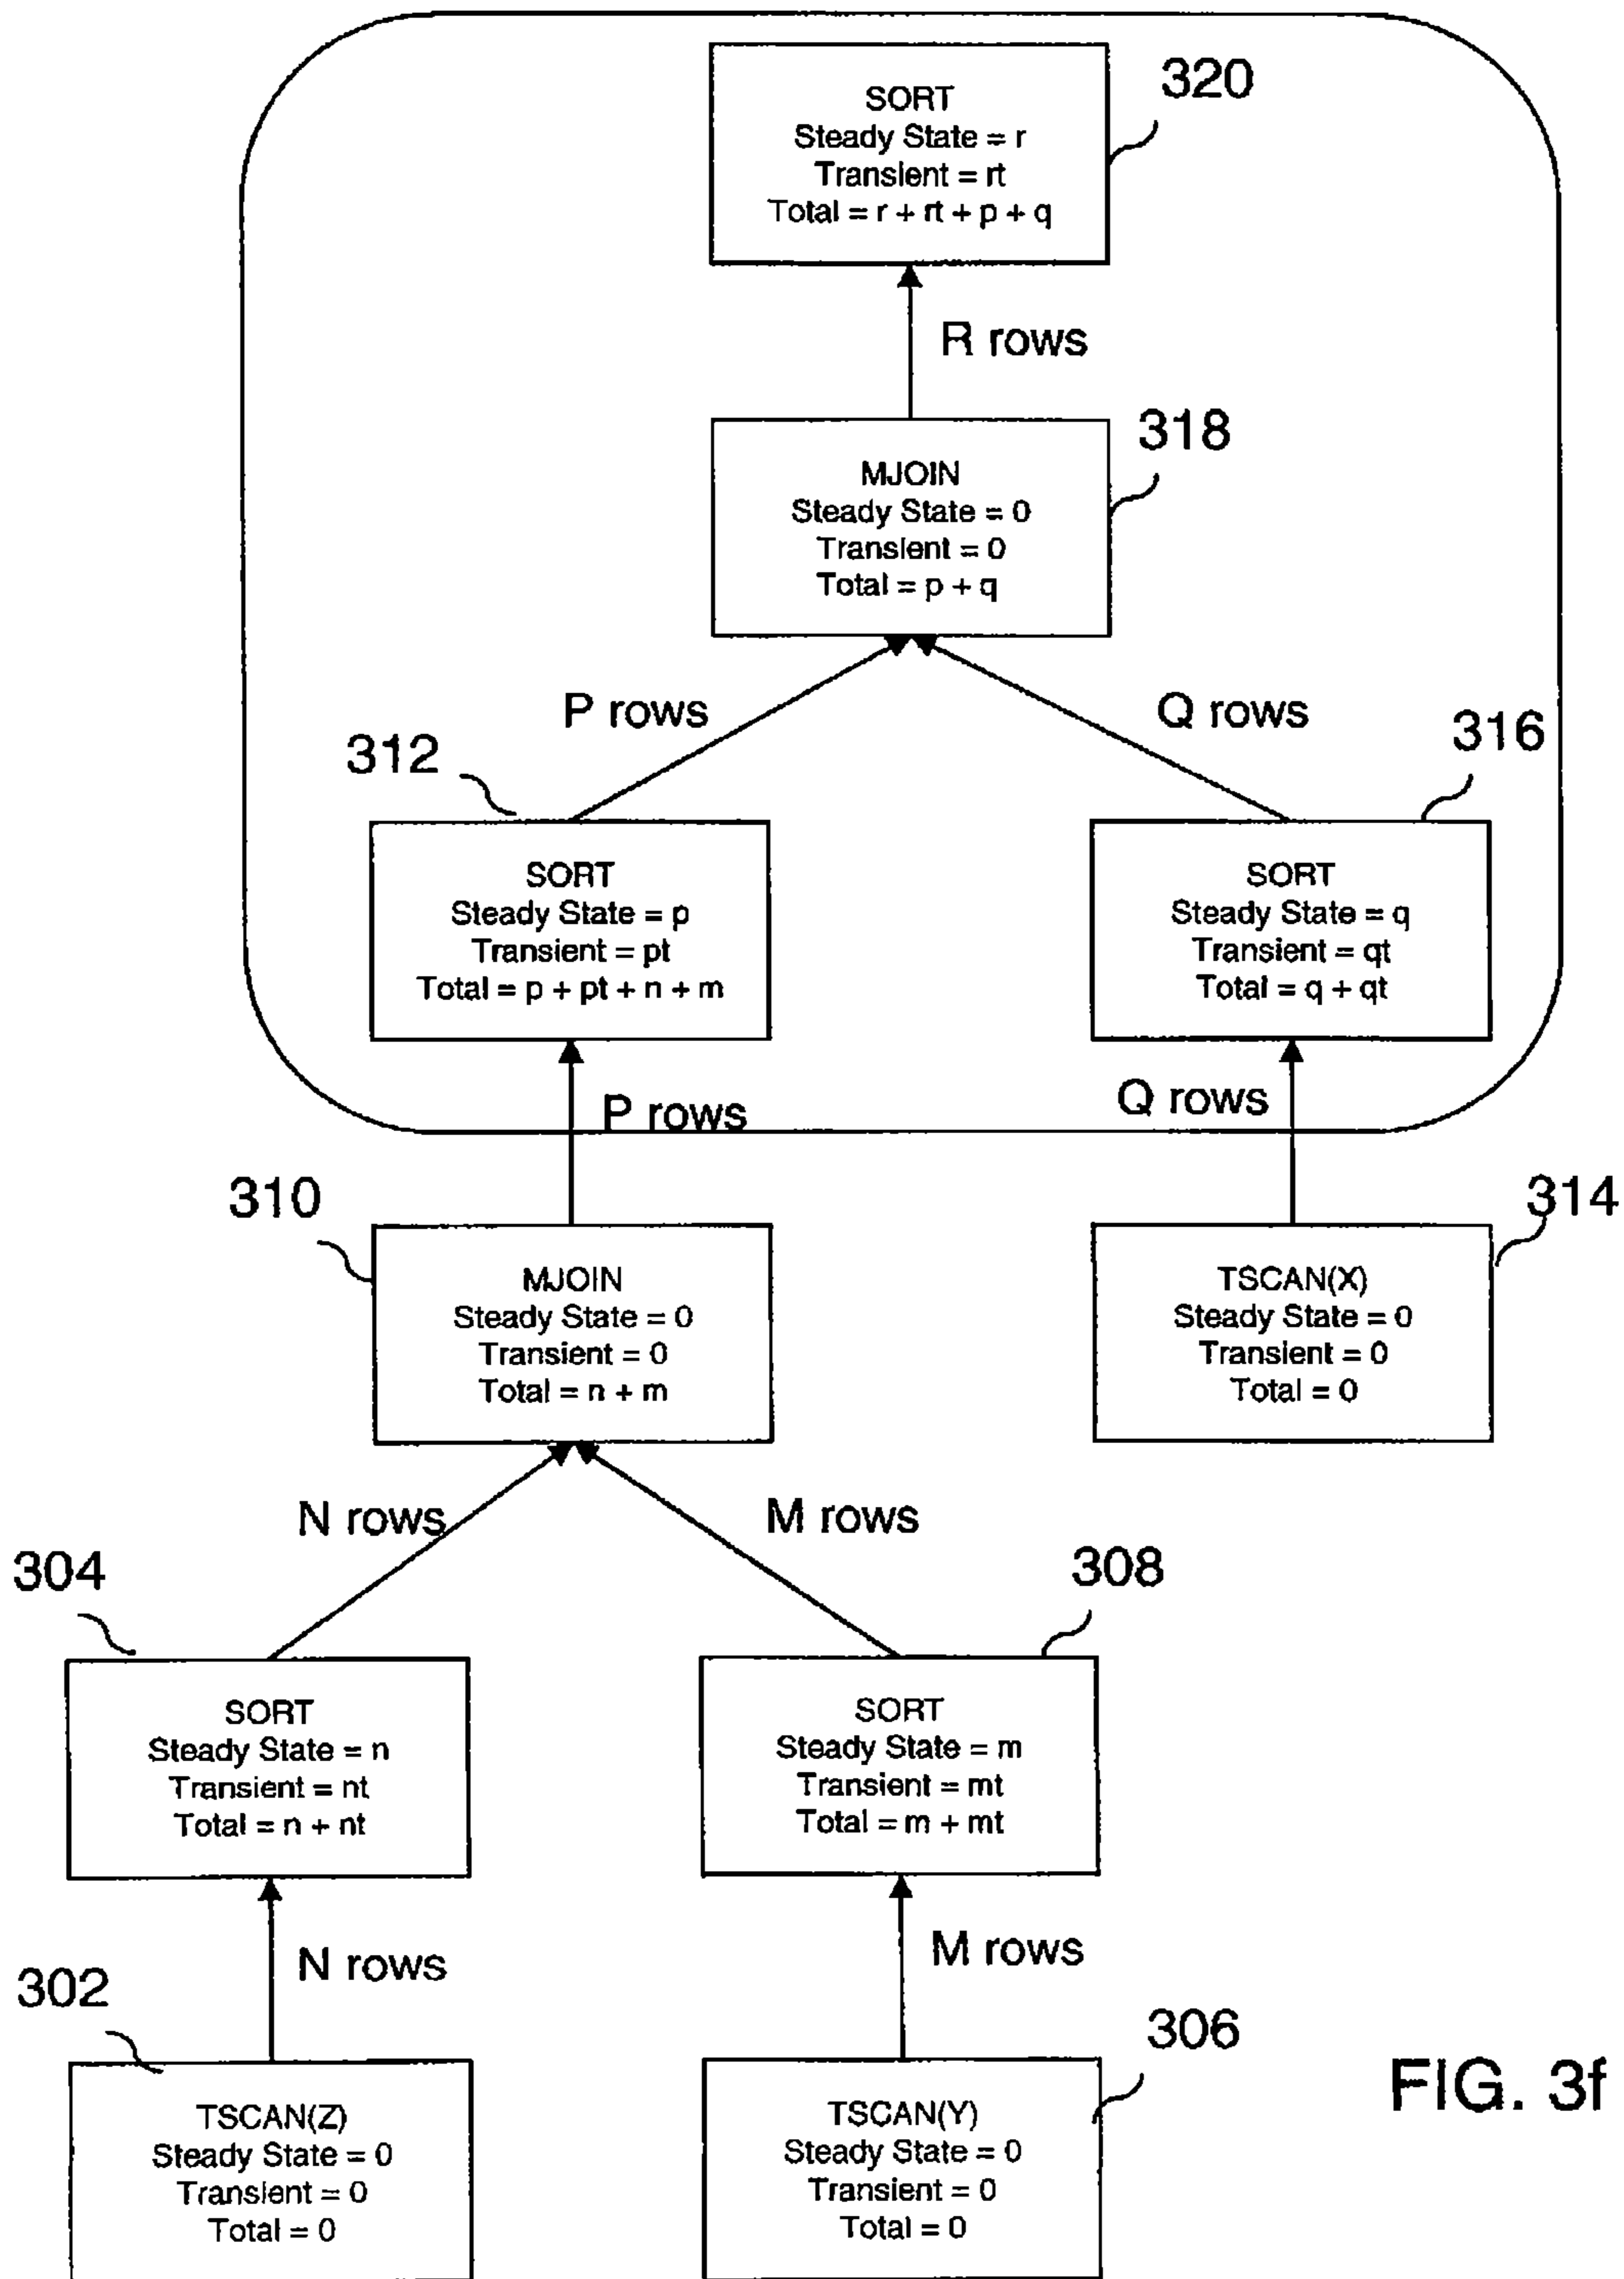 320
SORT
Steady State = r
Transient = rt
Total = r + rt + p + q
R rows
318
MJOIN
Steady State = 0
Transient = 0
Total = p + q
P rows
Q rows
312
316
SORT
Steady State = p
Transient = pt
Total = p + pt + n + m
SORT
Steady State = q
Transient = qt
Total = q + qt
P rows
Q rows
310
314
MJOIN
Steady State = 0
Transient = 0
Total = n + m
TSCAN(X)
Steady State = 0
Transient = 0
Total = 0
N rows
M rows
304
308
SORT
Steady State = n
Transient = nt
Total = n + nt
SORT
Steady State = m
Transient = mt
Total = m + mt
N rows
M rows
302
306
TSCAN(Z)
Steady State = 0
Transient = 0
Total = 0
TSCAN(Y)
Steady State = 0
Transient = 0
Total = 0
FIG. 3f